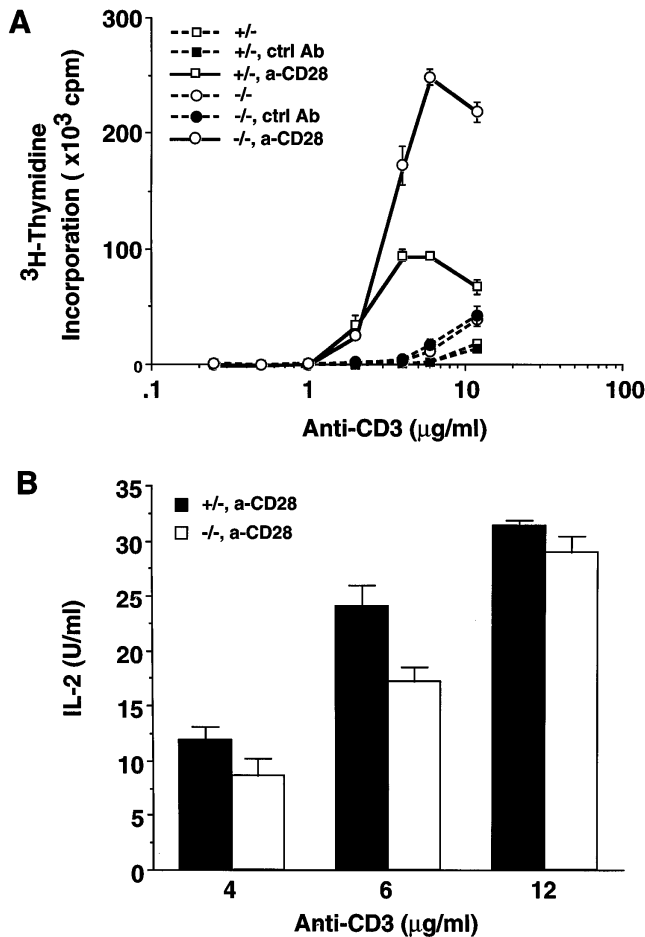 A
300
200
100
0
³H-Thymidine
Incorporation ( x10³ cpm)
+/-
+/-, ctrl Ab
+/-, a-CD28
-/-
-/-, ctrl Ab
-/-, a-CD28
.1
1
10
100
Anti-CD3 (μg/ml)
B
35
30
25
20
15
10
5
0
IL-2 (U/ml)
+/-, a-CD28
-/-, a-CD28
4
6
12
Anti-CD3 (μg/ml)